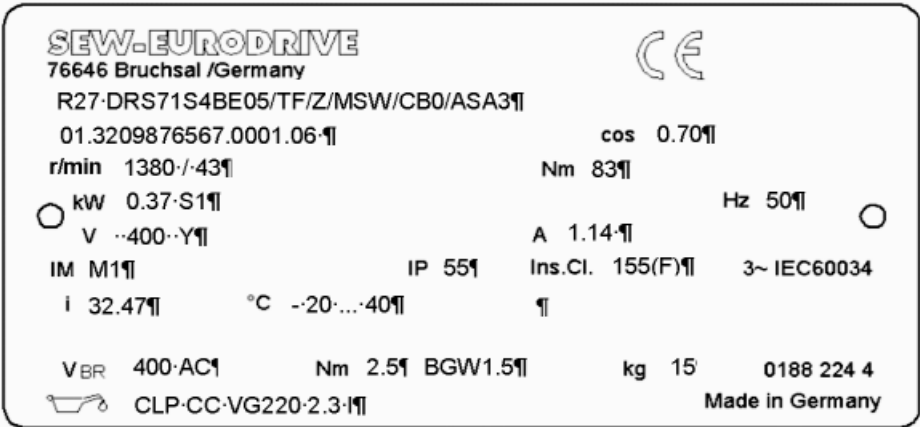 SEW-EURODRIVE CE
76646 Bruchsal /Germany
R27·DRS71S4BE05/TF/Z/MSW/CB0/ASA3¶
01.3209876567.0001.06·¶ cos 0.70¶
r/min 1380·/·43¶ Nm 83¶
kW 0.37·S1¶ Hz 50¶
V ··400··Y¶ A 1.14·¶
IM M1¶ IP 55¶ Ins.Cl. 155(F)¶ 3~ IEC60034
i 32.47¶ °C -·20·...·40¶ ¶
VBR 400·AC¶ Nm 2.5¶ BGW1.5¶ kg 15 0188 224 4
CLP·CC·VG220·2.3·l¶ Made in Germany